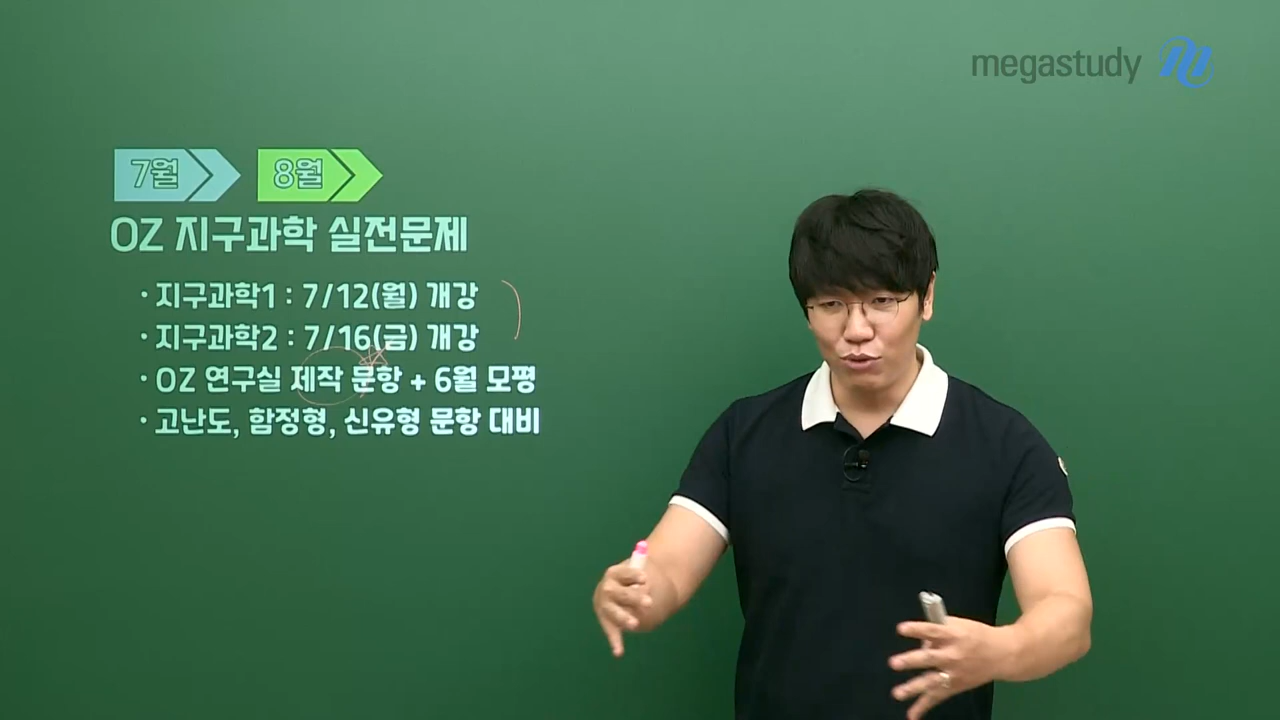 megastudy
7월 8월
OZ 지구과학 실전문제
· 지구과학1 : 7/12(월) 개강
· 지구과학2 : 7/16(금) 개강
· OZ 연구실 제작 문항 + 6월 모평
· 고난도, 함정형, 신유형 문항 대비